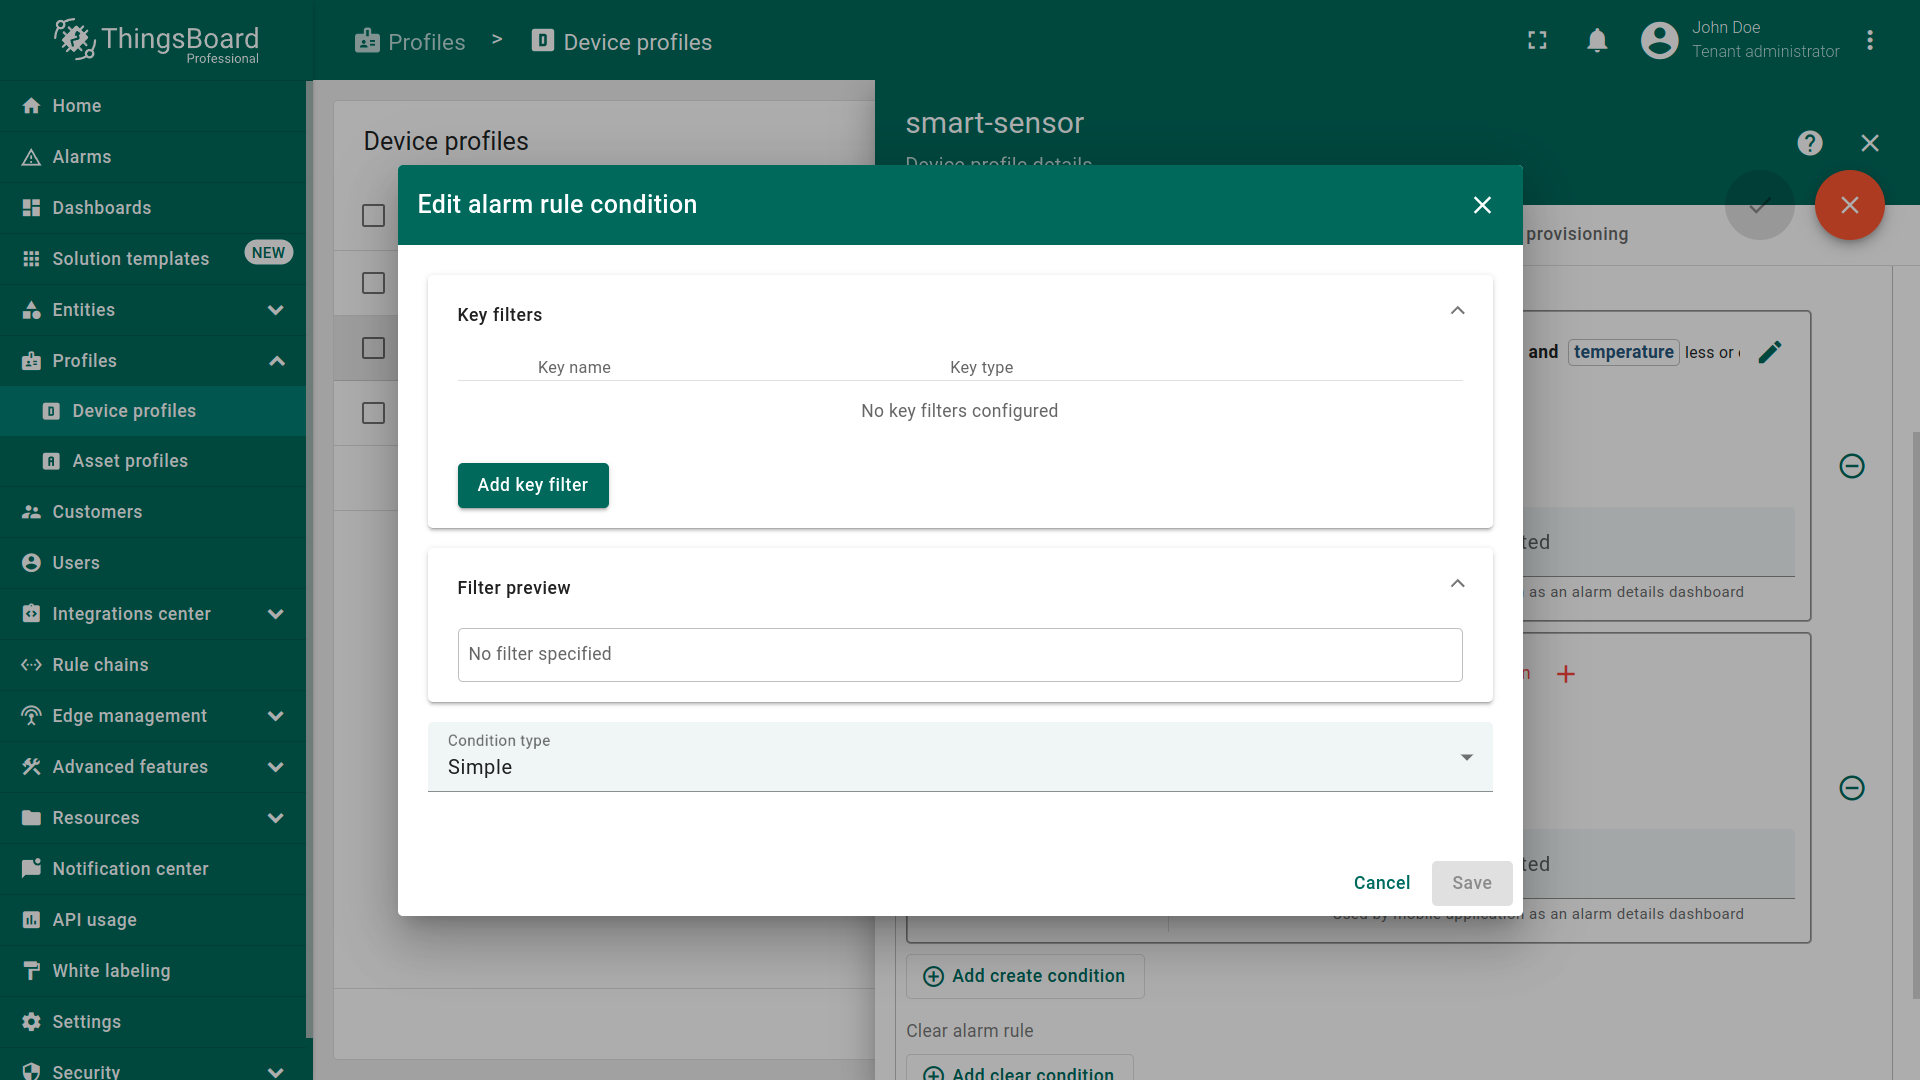 ThingsBoard
Professional
Profiles > Device profiles
John Doe
Tenant administrator
Home
Alarms
Dashboards
Solution templates
NEW
Entities
Profiles
Device profiles
Asset profiles
Customers
Users
Integrations center
Rule chains
Edge management
Advanced features
Resources
Notification center
API usage
White labeling
Settings
Security
Device profiles
smart-sensor
Device profile details
provisioning
and temperature less or
as an alarm details dashboard
Edit alarm rule condition
Key filters
Key name Key type
No key filters configured
Add key filter
Filter preview
No filter specified
Condition type
Simple
Cancel Save
Used by mobile application as an alarm details dashboard
Add create condition
Clear alarm rule
Add clear condition